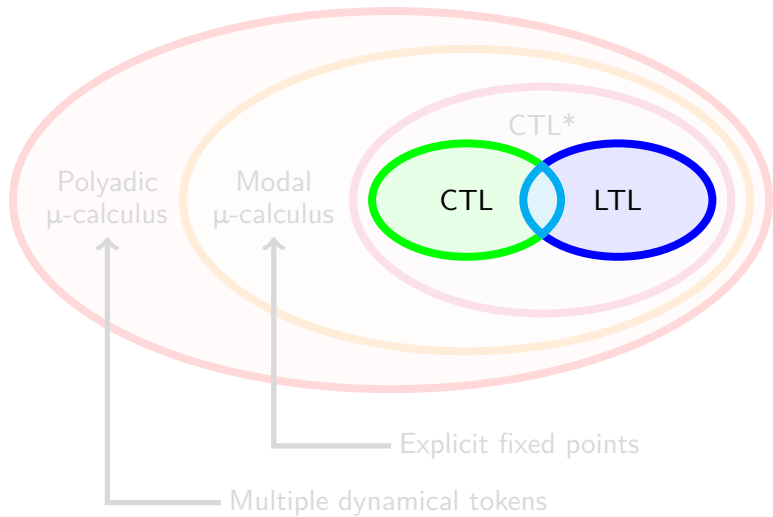 CTL*
Polyadic
μ-calculus
Modal
μ-calculus
CTL
LTL
Explicit fixed points
Multiple dynamical tokens